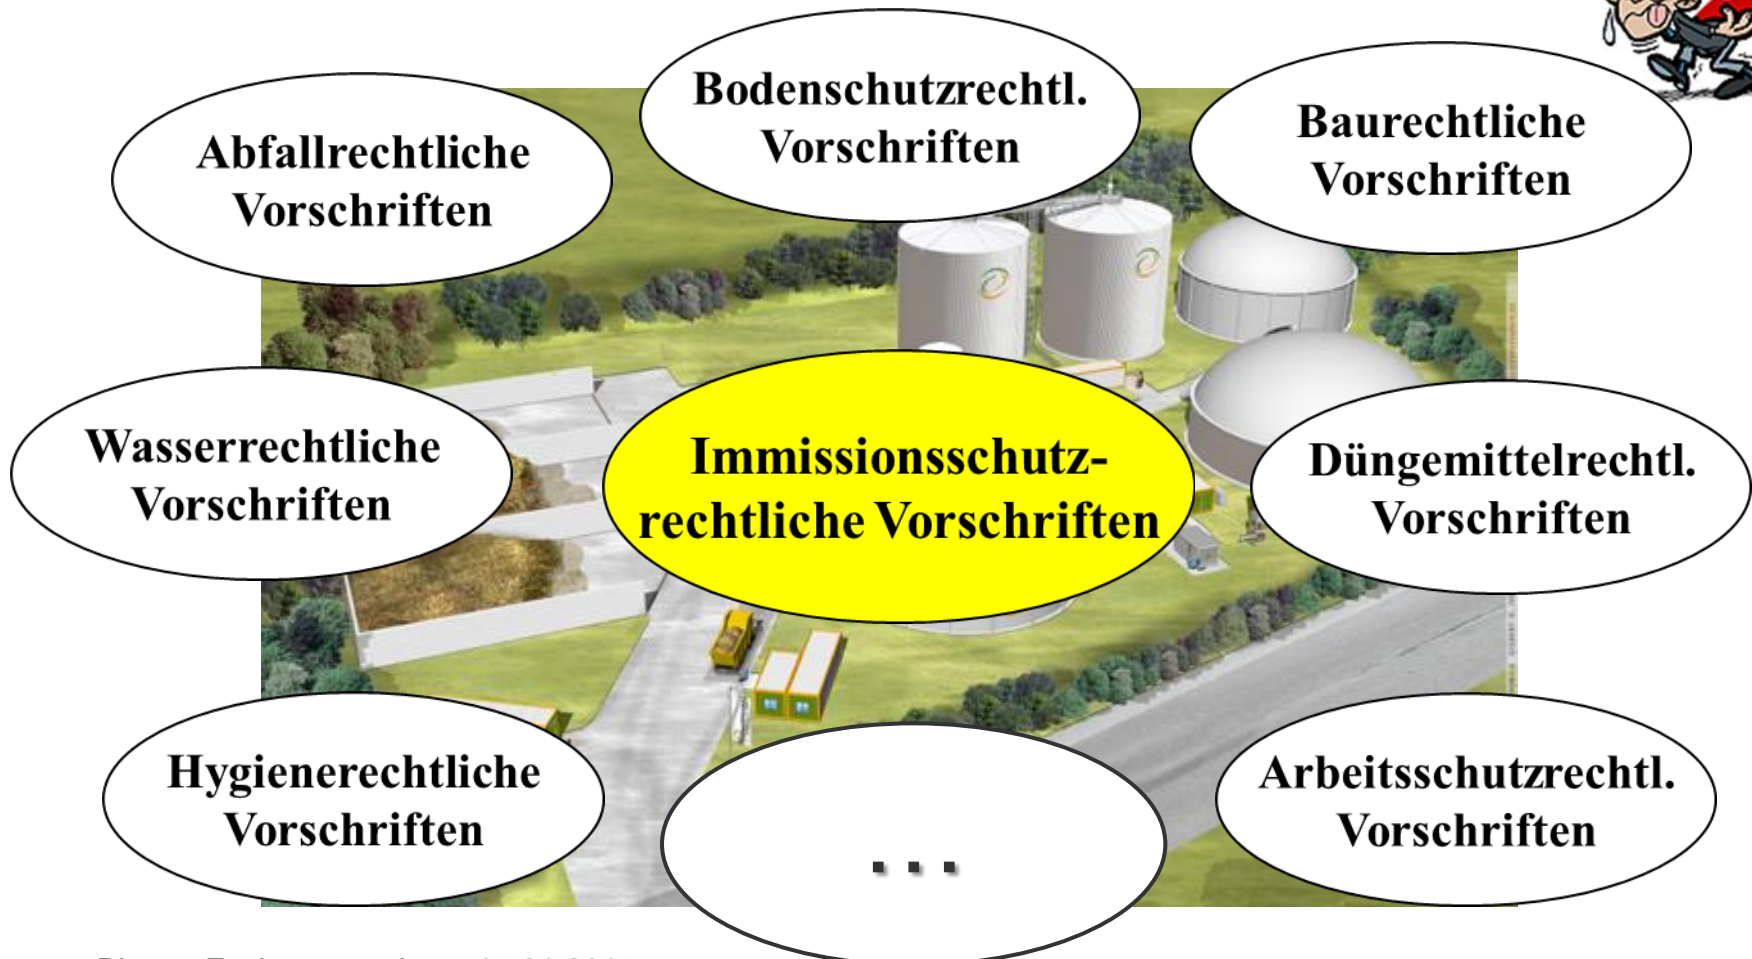 Bodenschutzrechtl.
Vorschriften
Abfallrechtliche
Vorschriften
Baurechtliche
Vorschriften
Wasserrechtliche
Vorschriften
Immissionsschutz-
rechtliche Vorschriften
Düngemittelrechtl.
Vorschriften
Hygienerechtliche
Vorschriften
...
Arbeitsschutzrechtl.
Vorschriften